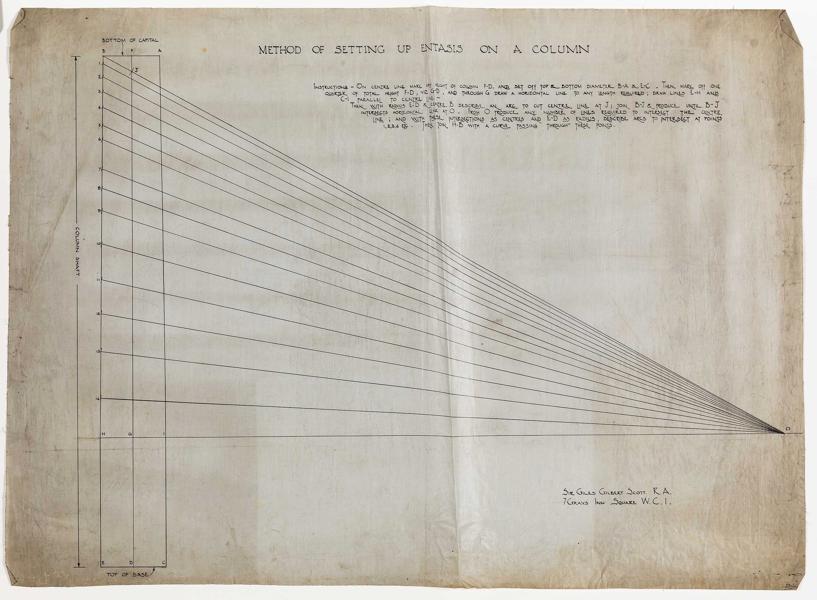 BOTTOM OF CAPITAL
B F A
METHOD OF SETTING UP ENTASIS ON A COLUMN
J
INSTRUCTIONS - ON CENTRE LINE MARK OFF HEIGHT OF COLUMN F-D, AND SET OFF TOP & BOTTOM DIAMETER B-A & E-C. THEN MARK OFF ONE
QUARTER OF TOTAL HEIGHT F-D, VIZ G-D, AND THROUGH G DRAW A HORIZONTAL LINE TO ANY LENGTH REQUIRED; DRAW LINES E-H AND
C-I PARALLEL TO CENTRE LINE -
THEN WITH RADIUS E-D & CENTRE B DESCRIBE AN ARC TO CUT CENTRE LINE AT J; JOIN B-J & PRODUCE UNTIL B-J
INTERSECTS HORIZONTAL LINE AT O. FROM O PRODUCE ANY NUMBER OF LINES REQUIRED TO INTERSECT THE CENTRE
LINE; AND WITH THESE INTERSECTIONS AS CENTRES AND E-D AS RADIUS, DESCRIBE ARCS TO INTERSECT AT POINTS
THEN JOIN H-B WITH A CURVE PASSING THROUGH THESE POINTS.
COLUMN SHAFT
1
2
3
4
5
6
7
8
9
10
11
12
13
14
H G I
O
SIR GILES GILBERT SCOTT. R.A.
7 GRAYS INN SQUARE W.C.1.
E D C
TOP OF BASE